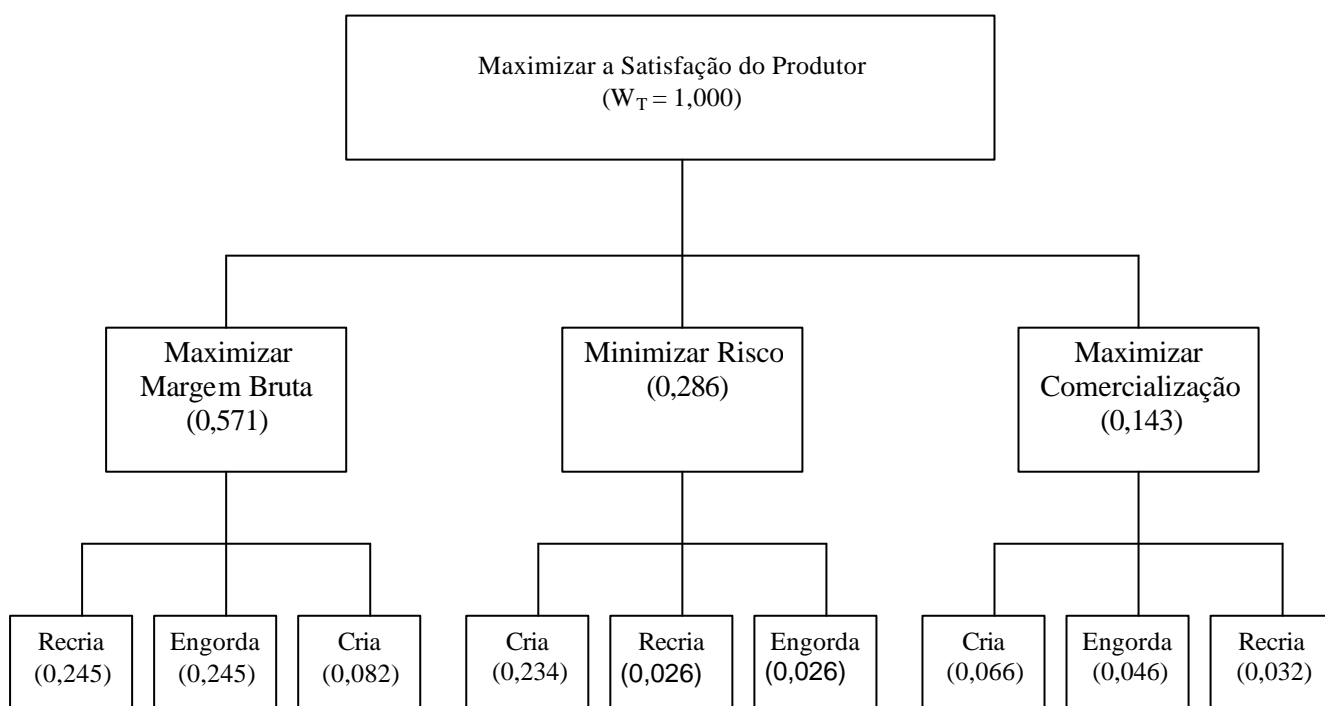 Maximizar a Satisfação do Produtor
(W_T = 1,000)
Maximizar
Margem Bruta
(0,571)
Minimizar Risco
(0,286)
Maximizar
Comercialização
(0,143)
Recria
(0,245)
Engorda
(0,245)
Cria
(0,082)
Cria
(0,234)
Recria
(0,026)
Engorda
(0,026)
Cria
(0,066)
Engorda
(0,046)
Recria
(0,032)